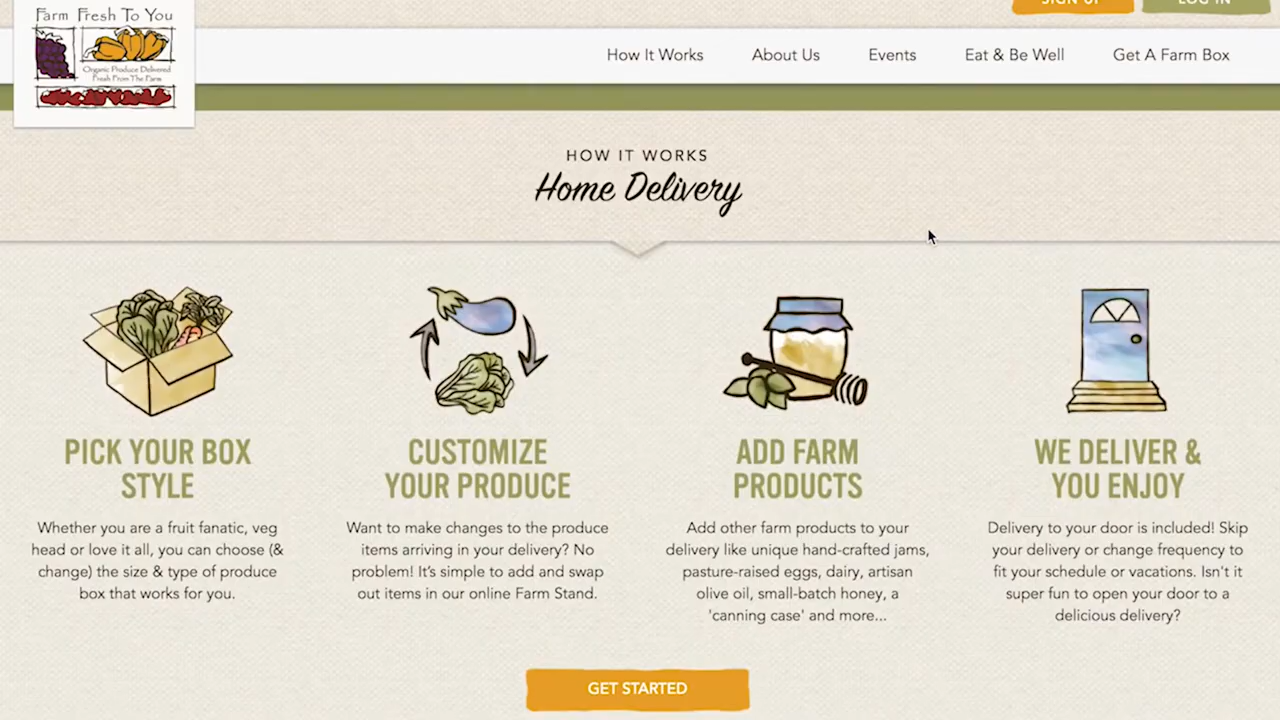 Farm Fresh To You
Organic Produce Delivered
Fresh From The Farm
SIGN UP
LOG IN
How It Works
About Us
Events
Eat & Be Well
Get A Farm Box
HOW IT WORKS
Home Delivery
PICK YOUR BOX
STYLE
Whether you are a fruit fanatic, veg
head or love it all, you can choose (&
change) the size & type of produce
box that works for you.
CUSTOMIZE
YOUR PRODUCE
Want to make changes to the produce
items arriving in your delivery? No
problem! It's simple to add and swap
out items in our online Farm Stand.
ADD FARM
PRODUCTS
Add other farm products to your
delivery like unique hand-crafted jams,
pasture-raised eggs, dairy, artisan
olive oil, small-batch honey, a
'canning case' and more...
WE DELIVER &
YOU ENJOY
Delivery to your door is included! Skip
your delivery or change frequency to
fit your schedule or vacations. Isn't it
super fun to open your door to a
delicious delivery?
GET STARTED